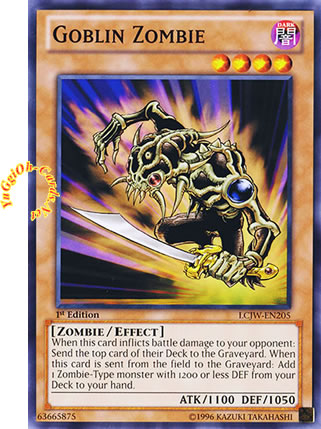 GOBLIN ZOMBIE
DARK
闇
YuGgiOh-Cards.Net
1st Edition
LCJW-EN205
[ZOMBIE/EFFECT]
When this card inflicts battle damage to your opponent:
Send the top card of their Deck to the Graveyard. When
this card is sent from the field to the Graveyard: Add
1 Zombie-Type monster with 1200 or less DEF from your
Deck to your hand.
ATK/1100 DEF/1050
63665875
©1996 KAZUKI TAKAHASHI